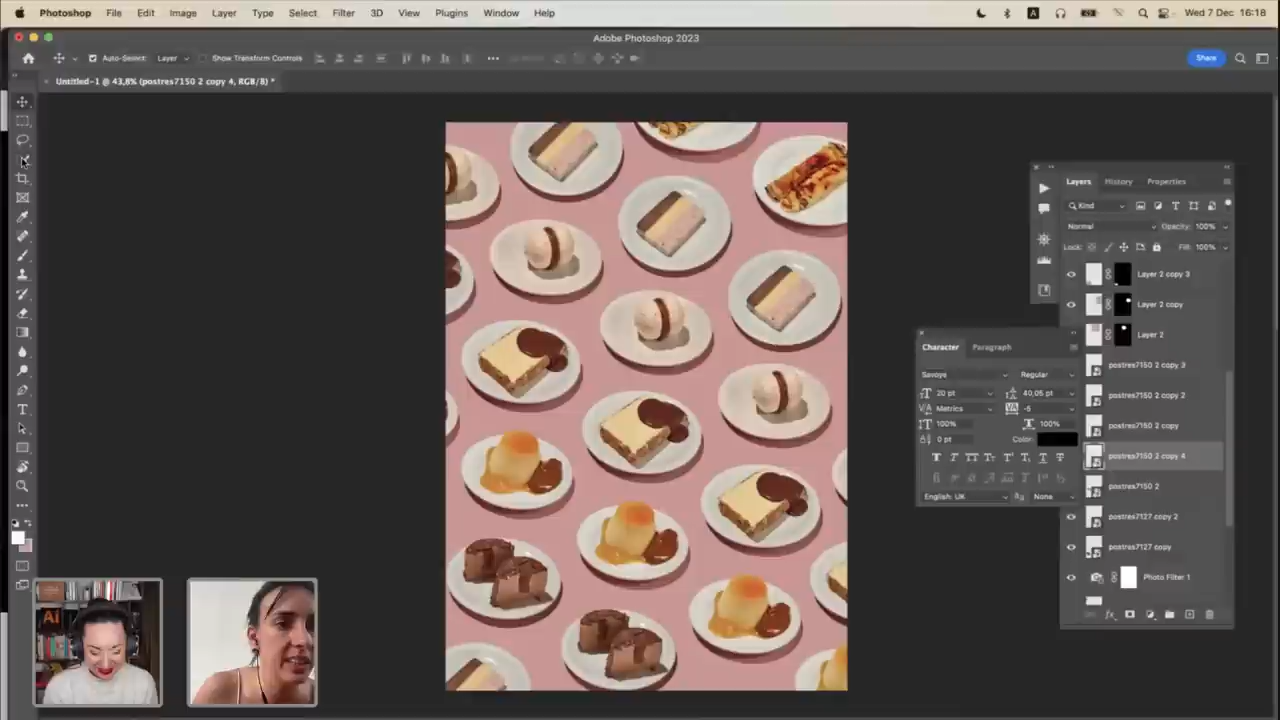 Photoshop File Edit Image Layer Type Select Filter 3D View Plugins Window Help A Wed 7 Dec 16:18
Adobe Photoshop 2023
Auto-Select: Layer Show Transform Controls Share
Untitled-1 @ 43,8% (postres7150 2 copy 4, RGB/8) *
Layers History Properties
Kind
Normal Opacity: 100%
Lock: Fill: 100%
Layer 2 copy 3
Layer 2 copy
Layer 2
postres7150 2 copy 3
postres7150 2 copy 2
postres7150 2 copy
postres7150 2 copy 4
postres7150 2
postres7127 copy 2
postres7127 copy
Photo Filter 1
Character Paragraph
Savoye Regular
20 pt 40,05 pt
Metrics -5
100% 100%
0 pt Color:
English: UK None
Ai